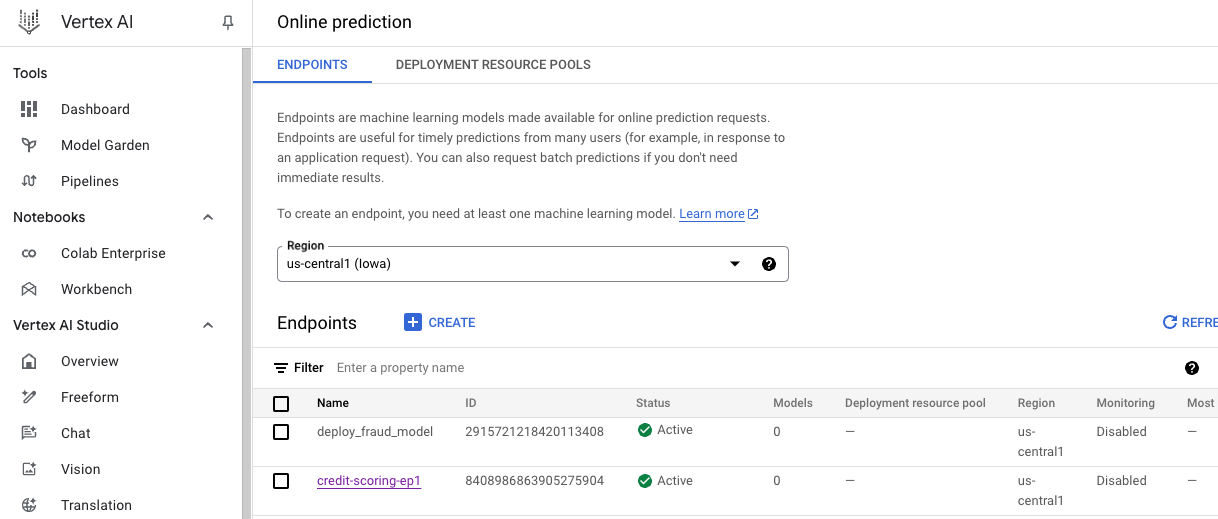 Vertex AI
Online prediction
Tools
Dashboard
Model Garden
Pipelines
Notebooks
Colab Enterprise
Workbench
Vertex AI Studio
Overview
Freeform
Chat
Vision
Translation
ENDPOINTS DEPLOYMENT RESOURCE POOLS
Endpoints are machine learning models made available for online prediction requests.
Endpoints are useful for timely predictions from many users (for example, in response to
an application request). You can also request batch predictions if you don't need
immediate results.
To create an endpoint, you need at least one machine learning model. Learn more
Region
us-central1 (Iowa)
Endpoints CREATE REFRE
Filter Enter a property name
Name ID Status Models Deployment resource pool Region Monitoring Most
deploy_fraud_model 2915721218420113408 Active 0 — us- Disabled —
central1
credit-scoring-ep1 8408986863905275904 Active 0 — us- Disabled —
central1